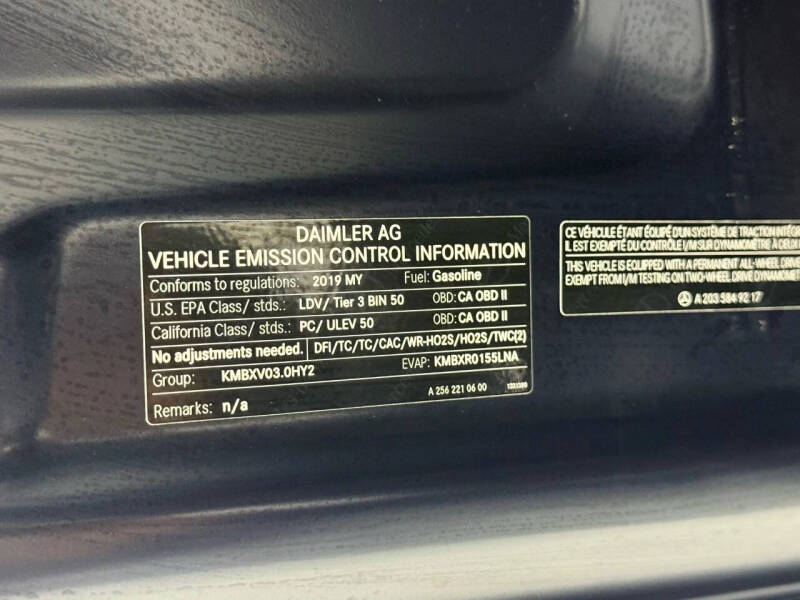 DAIMLER AG
VEHICLE EMISSION CONTROL INFORMATION
Conforms to regulations: 2019 MY Fuel: Gasoline
U.S. EPA Class/ stds.: LDV/ Tier 3 BIN 50 OBD: CA OBD II
California Class/ stds.: PC/ ULEV 50 OBD: CA OBD II
No adjustments needed. DFI/TC/TC/CAC/WR-HO2S/HO2S/TWC(2)
Group: KMBXV03.0HY2 EVAP: KMBXR0155LNA
A 256 221 06 00
Remarks: n/a
CE VÉHICULE ÉTANT ÉQUIPÉ D'UN SYSTÈME DE TRACTION
IL EST EXEMPTÉ DU CONTRÔLE I/M SUR DYNAMOMÈTRE À DEUX
THIS VEHICLE IS EQUIPPED WITH A PERMANENT ALL-WHEEL DRIVE
EXEMPT FROM I/M TESTING ON TWO-WHEEL DRIVE
A 203 584 92 17